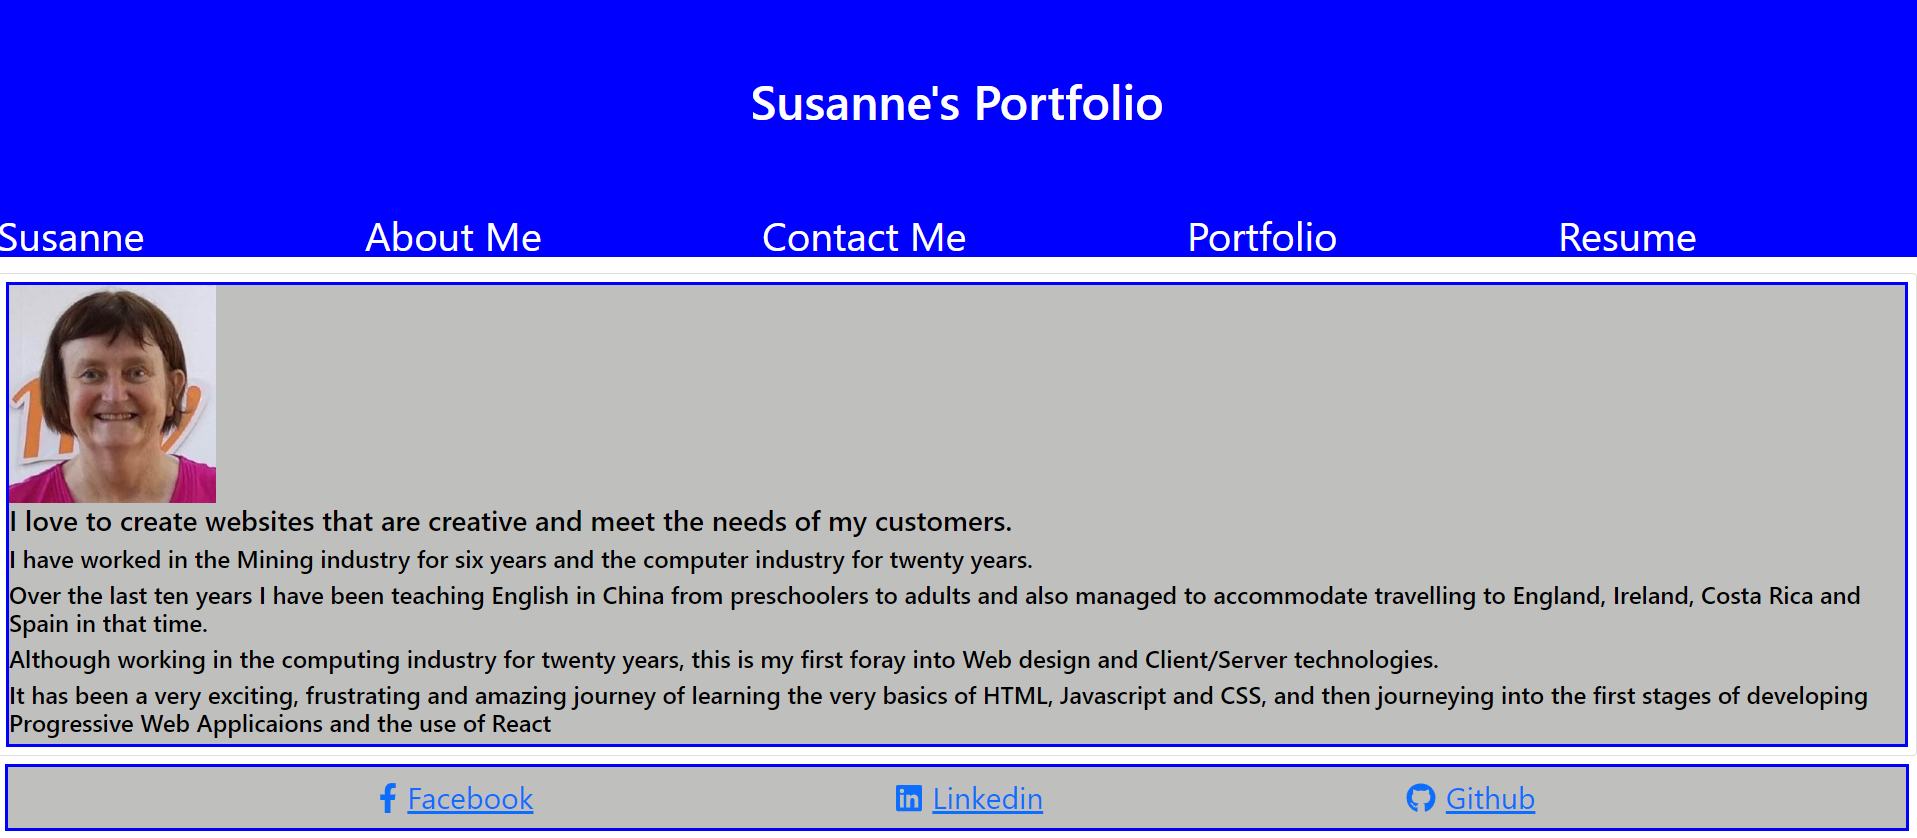 Susanne's Portfolio
Susanne About Me Contact Me Portfolio Resume
I love to create websites that are creative and meet the needs of my customers.
I have worked in the Mining industry for six years and the computer industry for twenty years.
Over the last ten years I have been teaching English in China from preschoolers to adults and also managed to accommodate travelling to England, Ireland, Costa Rica and
Spain in that time.
Although working in the computing industry for twenty years, this is my first foray into Web design and Client/Server technologies.
It has been a very exciting, frustrating and amazing journey of learning the very basics of HTML, Javascript and CSS, and then journeying into the first stages of developing
Progressive Web Applicaions and the use of React
Facebook Linkedin Github